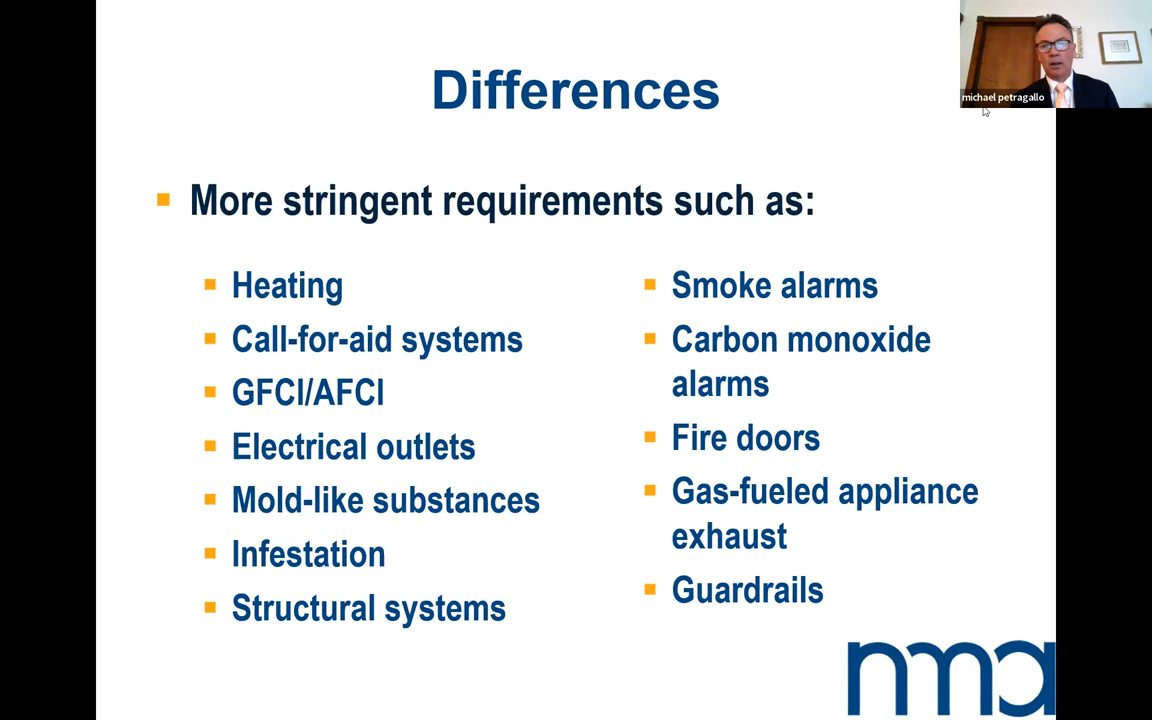 Differences
michael petragallo
More stringent requirements such as:
Heating
Call-for-aid systems
GFCI/AFCI
Electrical outlets
Mold-like substances
Infestation
Structural systems
Smoke alarms
Carbon monoxide
alarms
Fire doors
Gas-fueled appliance
exhaust
Guardrails
nma